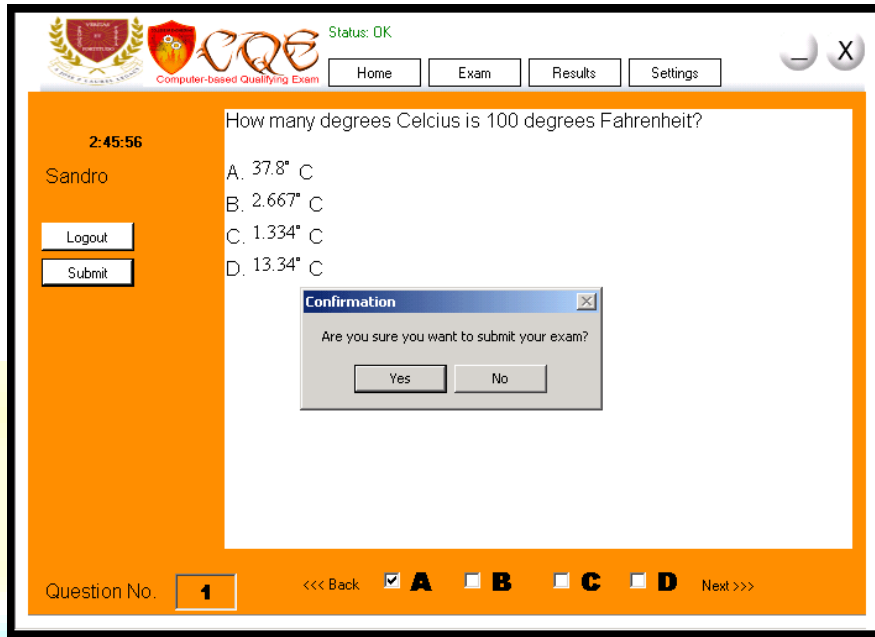 VERITAS
FORTITUDO
CQE
Computer-based Qualifying Exam
Status: OK
Home
Exam
Results
Settings
_ X
2:45:56
Sandro
Logout
Submit
How many degrees Celcius is 100 degrees Fahrenheit?
A. 37.8° C
B. 2.667° C
C. 1.334° C
D. 13.34° C
Confirmation
Are you sure you want to submit your exam?
Yes
No
Question No. 1
<<< Back
A
B
C
D
Next >>>